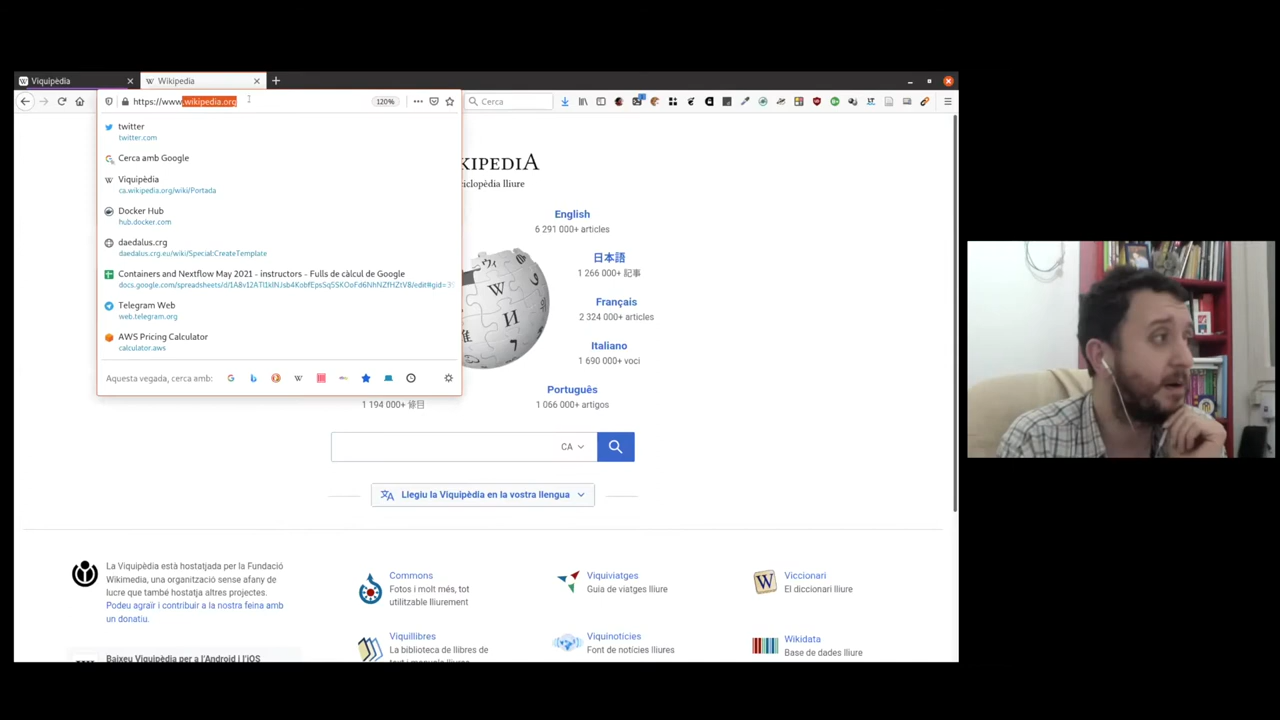 Viquipèdia
Wikipedia
https://www.wikipedia.org
120%
Cerca
twitter
twitter.com
Cerca amb Google
Viquipèdia
ca.wikipedia.org/wiki/Portada
Docker Hub
hub.docker.com
daedalus.crg
daedalus.crg.eu/wiki/Special:CreateTemplate
Containers and Nextflow May 2021 - instructors - Fulls de càlcul de Google
Telegram Web
web.telegram.org
AWS Pricing Calculator
calculator.aws
Aquesta vegada, cerca amb:
KIPEDIA
ciclopèdia lliure
English
6 291 000+ articles
日本語
1 266 000+ 記事
Français
2 324 000+ articles
Italiano
1 690 000+ voci
Português
1 066 000+ artigos
1 194 000+
CA
Llegiu la Viquipèdia en la vostra llengua
La Viquipèdia està hostatjada per la Fundació
Wikimedia, una organització sense afany de
lucre que també hostatja altres projectes.
Podeu agrair i contribuir a la nostra feina amb
un donatiu.
Baixeu Viquipèdia per a l'Android i l'iOS
Commons
Fotos i molt més, tot
utilitzable lliurement
Viquiviatges
Guia de viatges lliure
Viccionari
El diccionari lliure
Viquillibres
La biblioteca de llibres de
Viquinotícies
Font de notícies lliures
Wikidata
Base de dades lliure